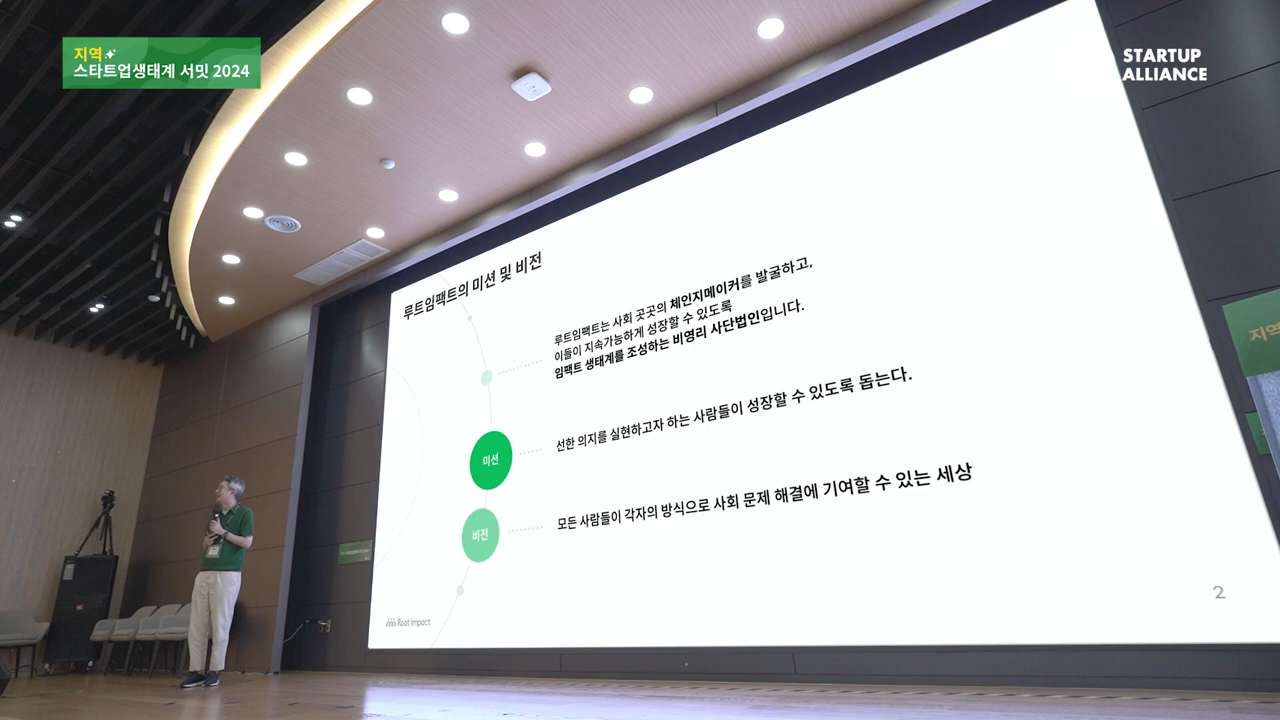 지역
스타트업생태계 서밋 2024
STARTUP
ALLIANCE
루트임팩트의 미션 및 비전
루트임팩트는 사회 곳곳의 체인지메이커를 발굴하고,
이들이 지속가능하게 성장할 수 있도록
임팩트 생태계를 조성하는 비영리 사단법인입니다.
미션
선한 의지를 실현하고자 하는 사람들이 성장할 수 있도록 돕는다.
비전
모든 사람들이 각자의 방식으로 사회 문제 해결에 기여할 수 있는 세상
Root Impact
2
지역